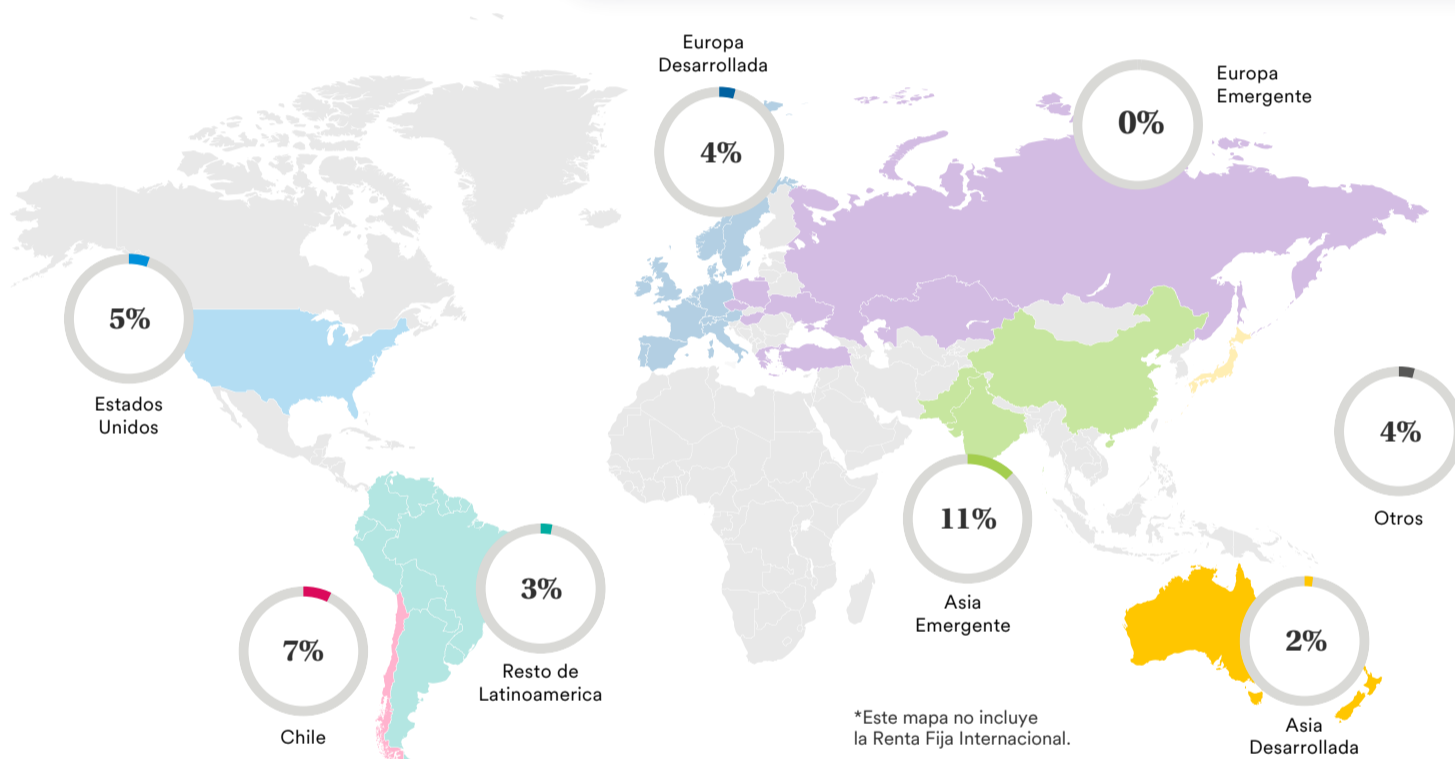 Europa
Desarrollada
4%
0%
Europa
Emergente
5%
Estados
Unidos
4%
Otros
11%
Asia
Emergente
3%
Resto de
Latinoamerica
7%
Chile
2%
Asia
Desarrollada
*Este mapa no incluye
la Renta Fija Internacional.